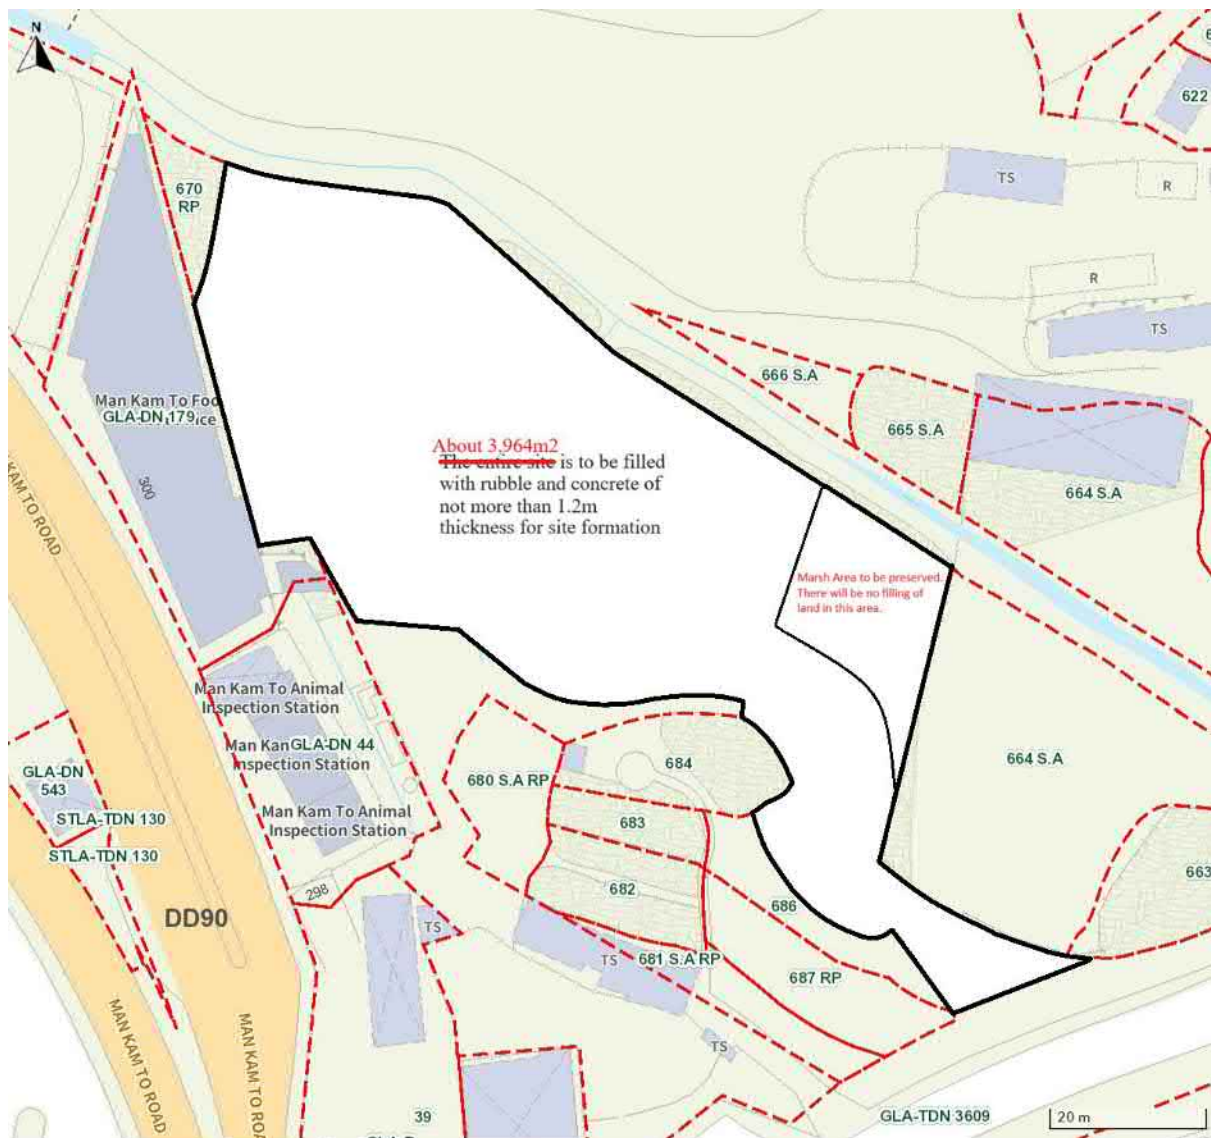 N
622
TS
R
670
RP
R
TS
666 S.A
Man Kam To Foo
GLA-DN 179
ice
665 S.A
About 3,964m2
The entire site is to be filled
with rubble and concrete of
not more than 1.2m
thickness for site formation
664 S.A
300
MAN KAM TO ROAD
Marsh Area to be preserved.
There will be no filling of
land in this area.
Man Kam To Animal
Inspection Station
Man Kan
GLA-DN 44
Inspection Station
684
664 S.A
GLA-DN
543
680 S.A RP
STLA-TDN 130
Man Kam To Animal
Inspection Station
683
STLA-TDN 130
682
663
298
686
DD90
TS
TS
681 S.A RP
687 RP
MAN KAM TO ROAD
MAN KAM TO ROA
TS
39
GLA-TDN 3609
20 m